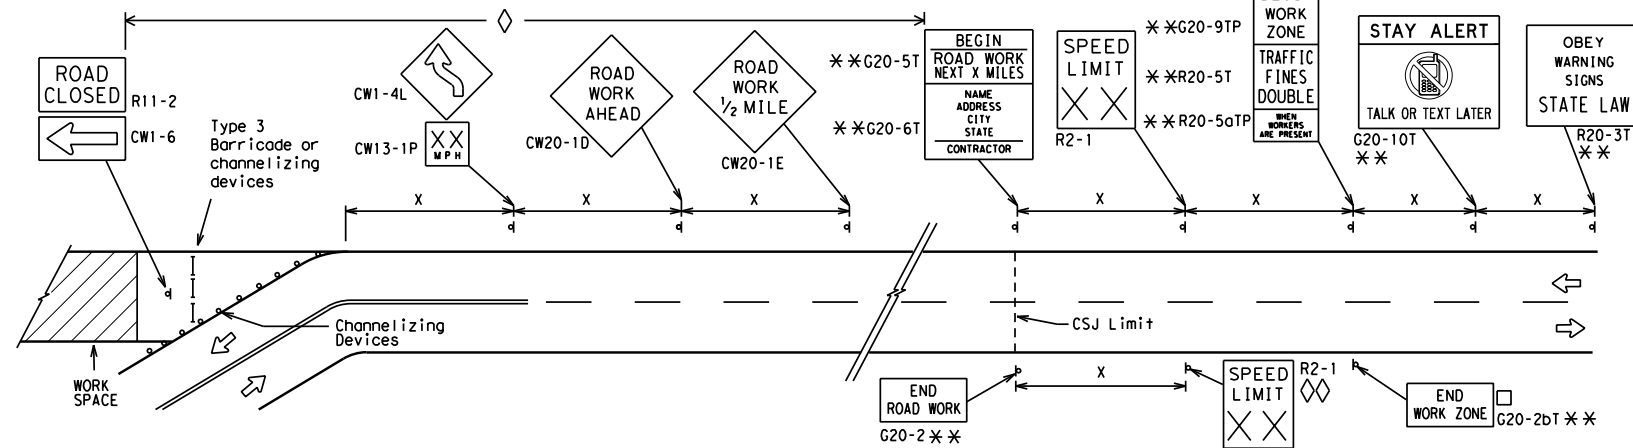 ROAD
CLOSED
R11-2
CW1-6
Type 3
Barricade or
channelizing
devices
CW1-4L
XX
MPH
CW13-1P
ROAD
WORK
AHEAD
CW20-1D
ROAD
WORK
1/2 MILE
CW20-1E
**G20-5T
**G20-6T
BEGIN
ROAD WORK
NEXT X MILES
NAME
ADDRESS
CITY
STATE
CONTRACTOR
SPEED
LIMIT
XX
R2-1
**G20-9TP
**R20-5T
**R20-5aTP
WORK
ZONE
TRAFFIC
FINES
DOUBLE
WHEN
WORKERS
ARE PRESENT
STAY ALERT
TALK OR TEXT LATER
G20-10T
**
OBEY
WARNING
SIGNS
STATE LAW
R20-3T
**
X X X X X X X
Channelizing
Devices
CSJ Limit
WORK
SPACE
END
ROAD WORK
G20-2 **
X
SPEED
LIMIT
XX
R2-1
END
WORK ZONE
G20-2bT **